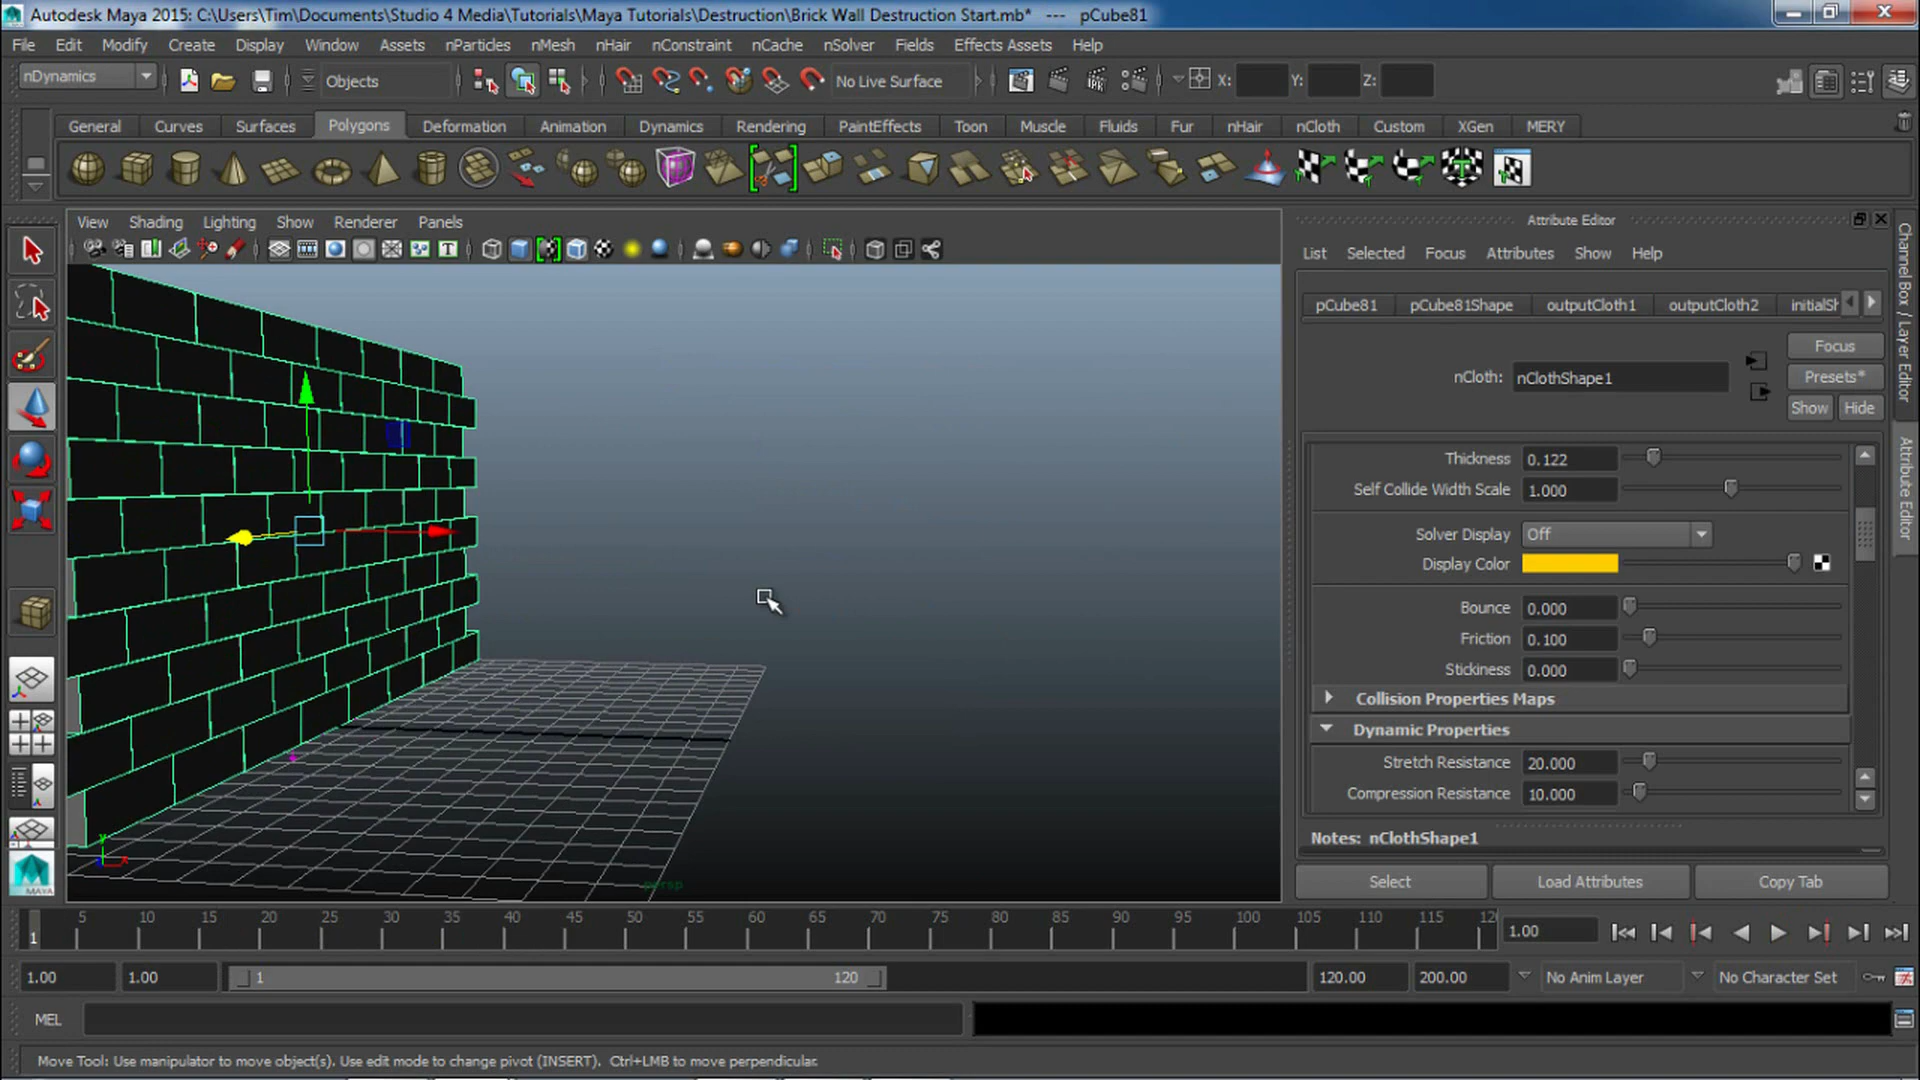 Autodesk Maya 2015: C:\Users\Tim\Documents\Studio 4 Media\Tutorials\Maya Tutorials\Destruction\Brick Wall Destruction Start.mb* --- pCube81
File Edit Modify Create Display Window Assets nParticles nMesh nHair nConstraint nCache nSolver Fields Effects Assets Help
nDynamics Objects No Live Surface X: Y: Z:
General Curves Surfaces Polygons Deformation Animation Dynamics Rendering PaintEffects Toon Muscle Fluids Fur nHair nCloth Custom XGen MERY
View Shading Lighting Show Renderer Panels
Attribute Editor
List Selected Focus Attributes Show Help
pCube81 pCube81Shape outputCloth1 outputCloth2 initialSh
Focus
nCloth: nClothShape1 Presets*
Show Hide
Thickness 0.122
Self Collide Width Scale 1.000
Solver Display Off
Display Color
Bounce 0.000
Friction 0.100
Stickiness 0.000
Collision Properties Maps
Dynamic Properties
Stretch Resistance 20.000
Compression Resistance 10.000
Notes: nClothShape1
Select Load Attributes Copy Tab
Channel Box / Layer Editor
Attribute Editor
persp
y
x
MAYA
5 10 15 20 25 30 35 40 45 50 55 60 65 70 75 80 85 90 95 100 105 110 115 12
1 1.00
1.00 1.00 1 120 120.00 200.00 No Anim Layer No Character Set
MEL
Move Tool: Use manipulator to move object(s). Use edit mode to change pivot (INSERT). Ctrl+LMB to move perpendicular.